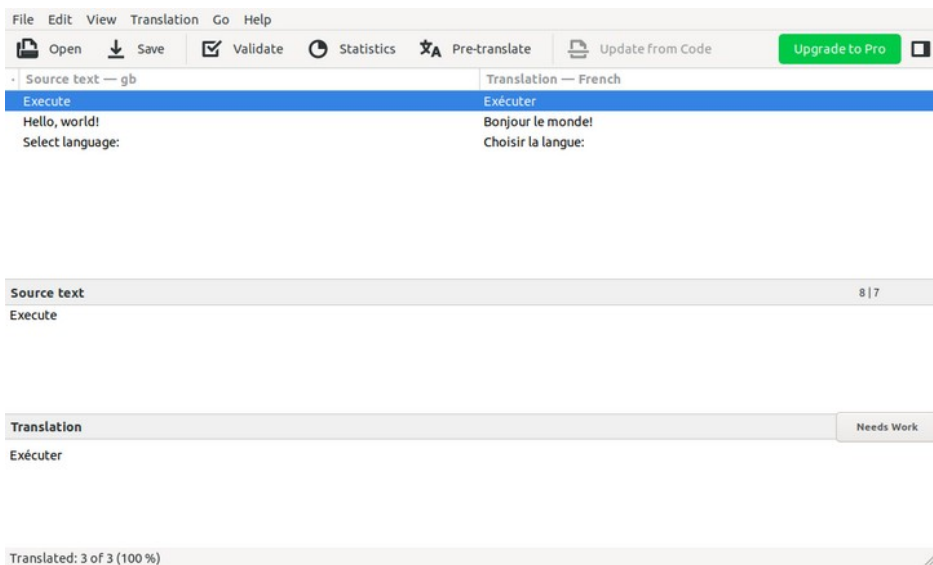 File Edit View Translation Go Help
Open Save Validate Statistics Pre-translate Update from Code Upgrade to Pro
Source text — gb Translation — French
Execute Exécuter
Hello, world! Bonjour le monde!
Select language: Choisir la langue:
Source text 8 | 7
Execute
Translation Needs Work
Exécuter
Translated: 3 of 3 (100 %)